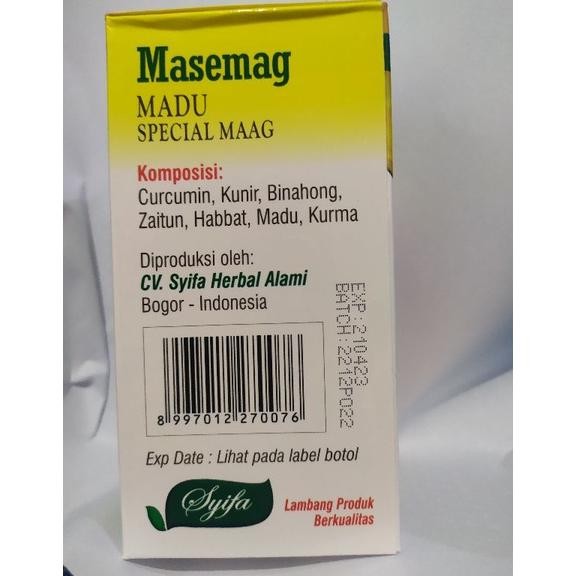 Masemag
MADU
SPECIAL MAAG
Komposisi:
Curcumin, Kunir, Binahong,
Zaitun, Habbat, Madu, Kurma
Diproduksi oleh:
CV. Syifa Herbal Alami
Bogor - Indonesia
EXP:210423
BATCH:2212P022
8 997012 270076
Exp Date : Lihat pada label botol
Syifa
Lambang Produk
Berkualitas